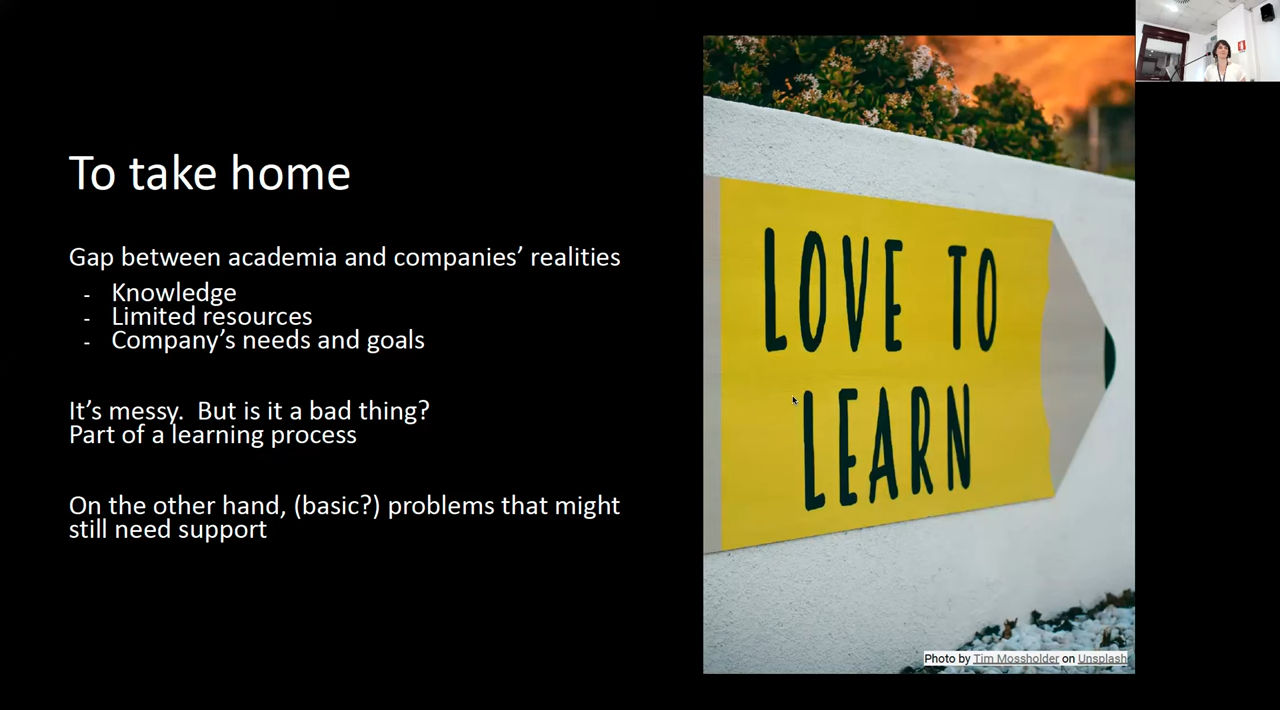 To take home
Gap between academia and companies’ realities
- Knowledge
- Limited resources
- Company’s needs and goals
It’s messy. But is it a bad thing?
Part of a learning process
On the other hand, (basic?) problems that might
still need support
LOVE TO
LEARN
Photo by Tim Mossholder on Unsplash